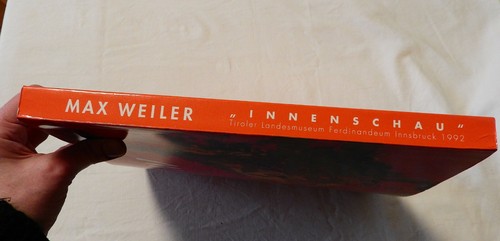 MAX WEILER „INNENSCHAU"
Tiroler Landesmuseum Ferdinandeum Innsbruck 1992